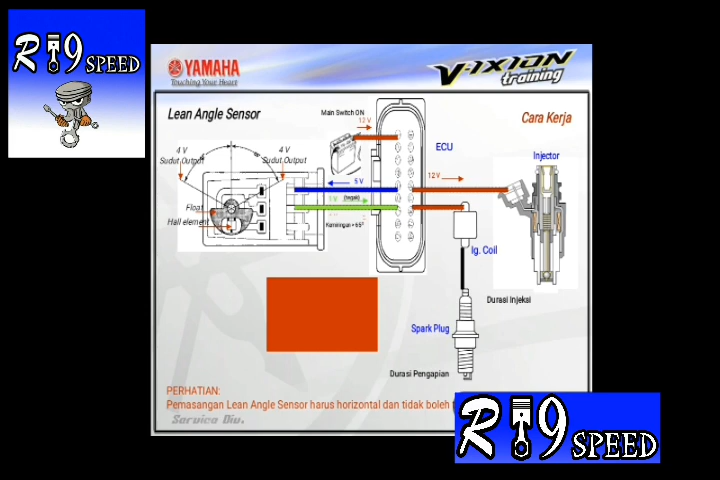 R 9 SPEED
YAMAHA
Touching Your Heart
V-IXION
training
Lean Angle Sensor
Main Switch ON
12 V
Cara Kerja
ECU
Injector
4 V
Sudut Output
4 V
Sudut Output
5 V
12 V
1 V (tegak)
Float
Hall element
Kemiringan > 65°
Ig. Coil
Durasi Injeksi
Spark Plug
Durasi Pengapian
PERHATIAN:
Pemasangan Lean Angle Sensor harus horizontal dan tidak boleh
Service Div.
R 9 SPEED